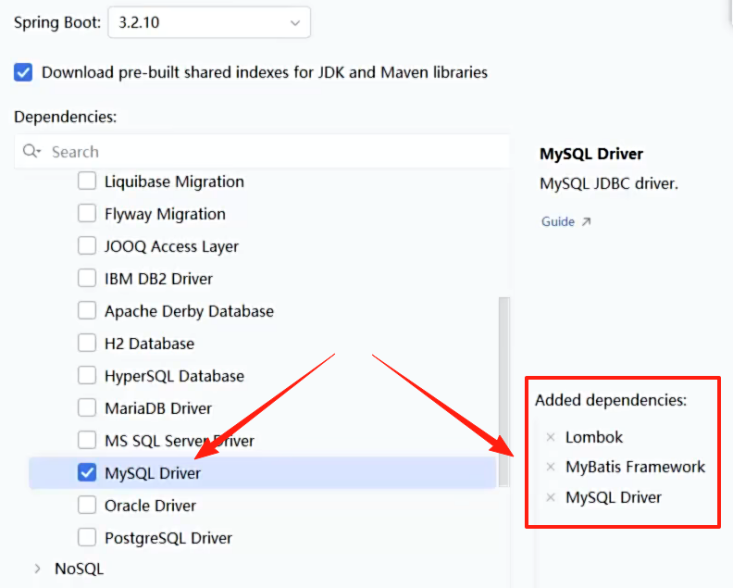 Spring Boot: 3.2.10
Download pre-built shared indexes for JDK and Maven libraries
Dependencies:
Search
Liquibase Migration
Flyway Migration
JOOQ Access Layer
IBM DB2 Driver
Apache Derby Database
H2 Database
HyperSQL Database
MariaDB Driver
MS SQL Server Driver
MySQL Driver
Oracle Driver
PostgreSQL Driver
NoSQL
MySQL Driver
MySQL JDBC driver.
Guide
Added dependencies:
Lombok
MyBatis Framework
MySQL Driver